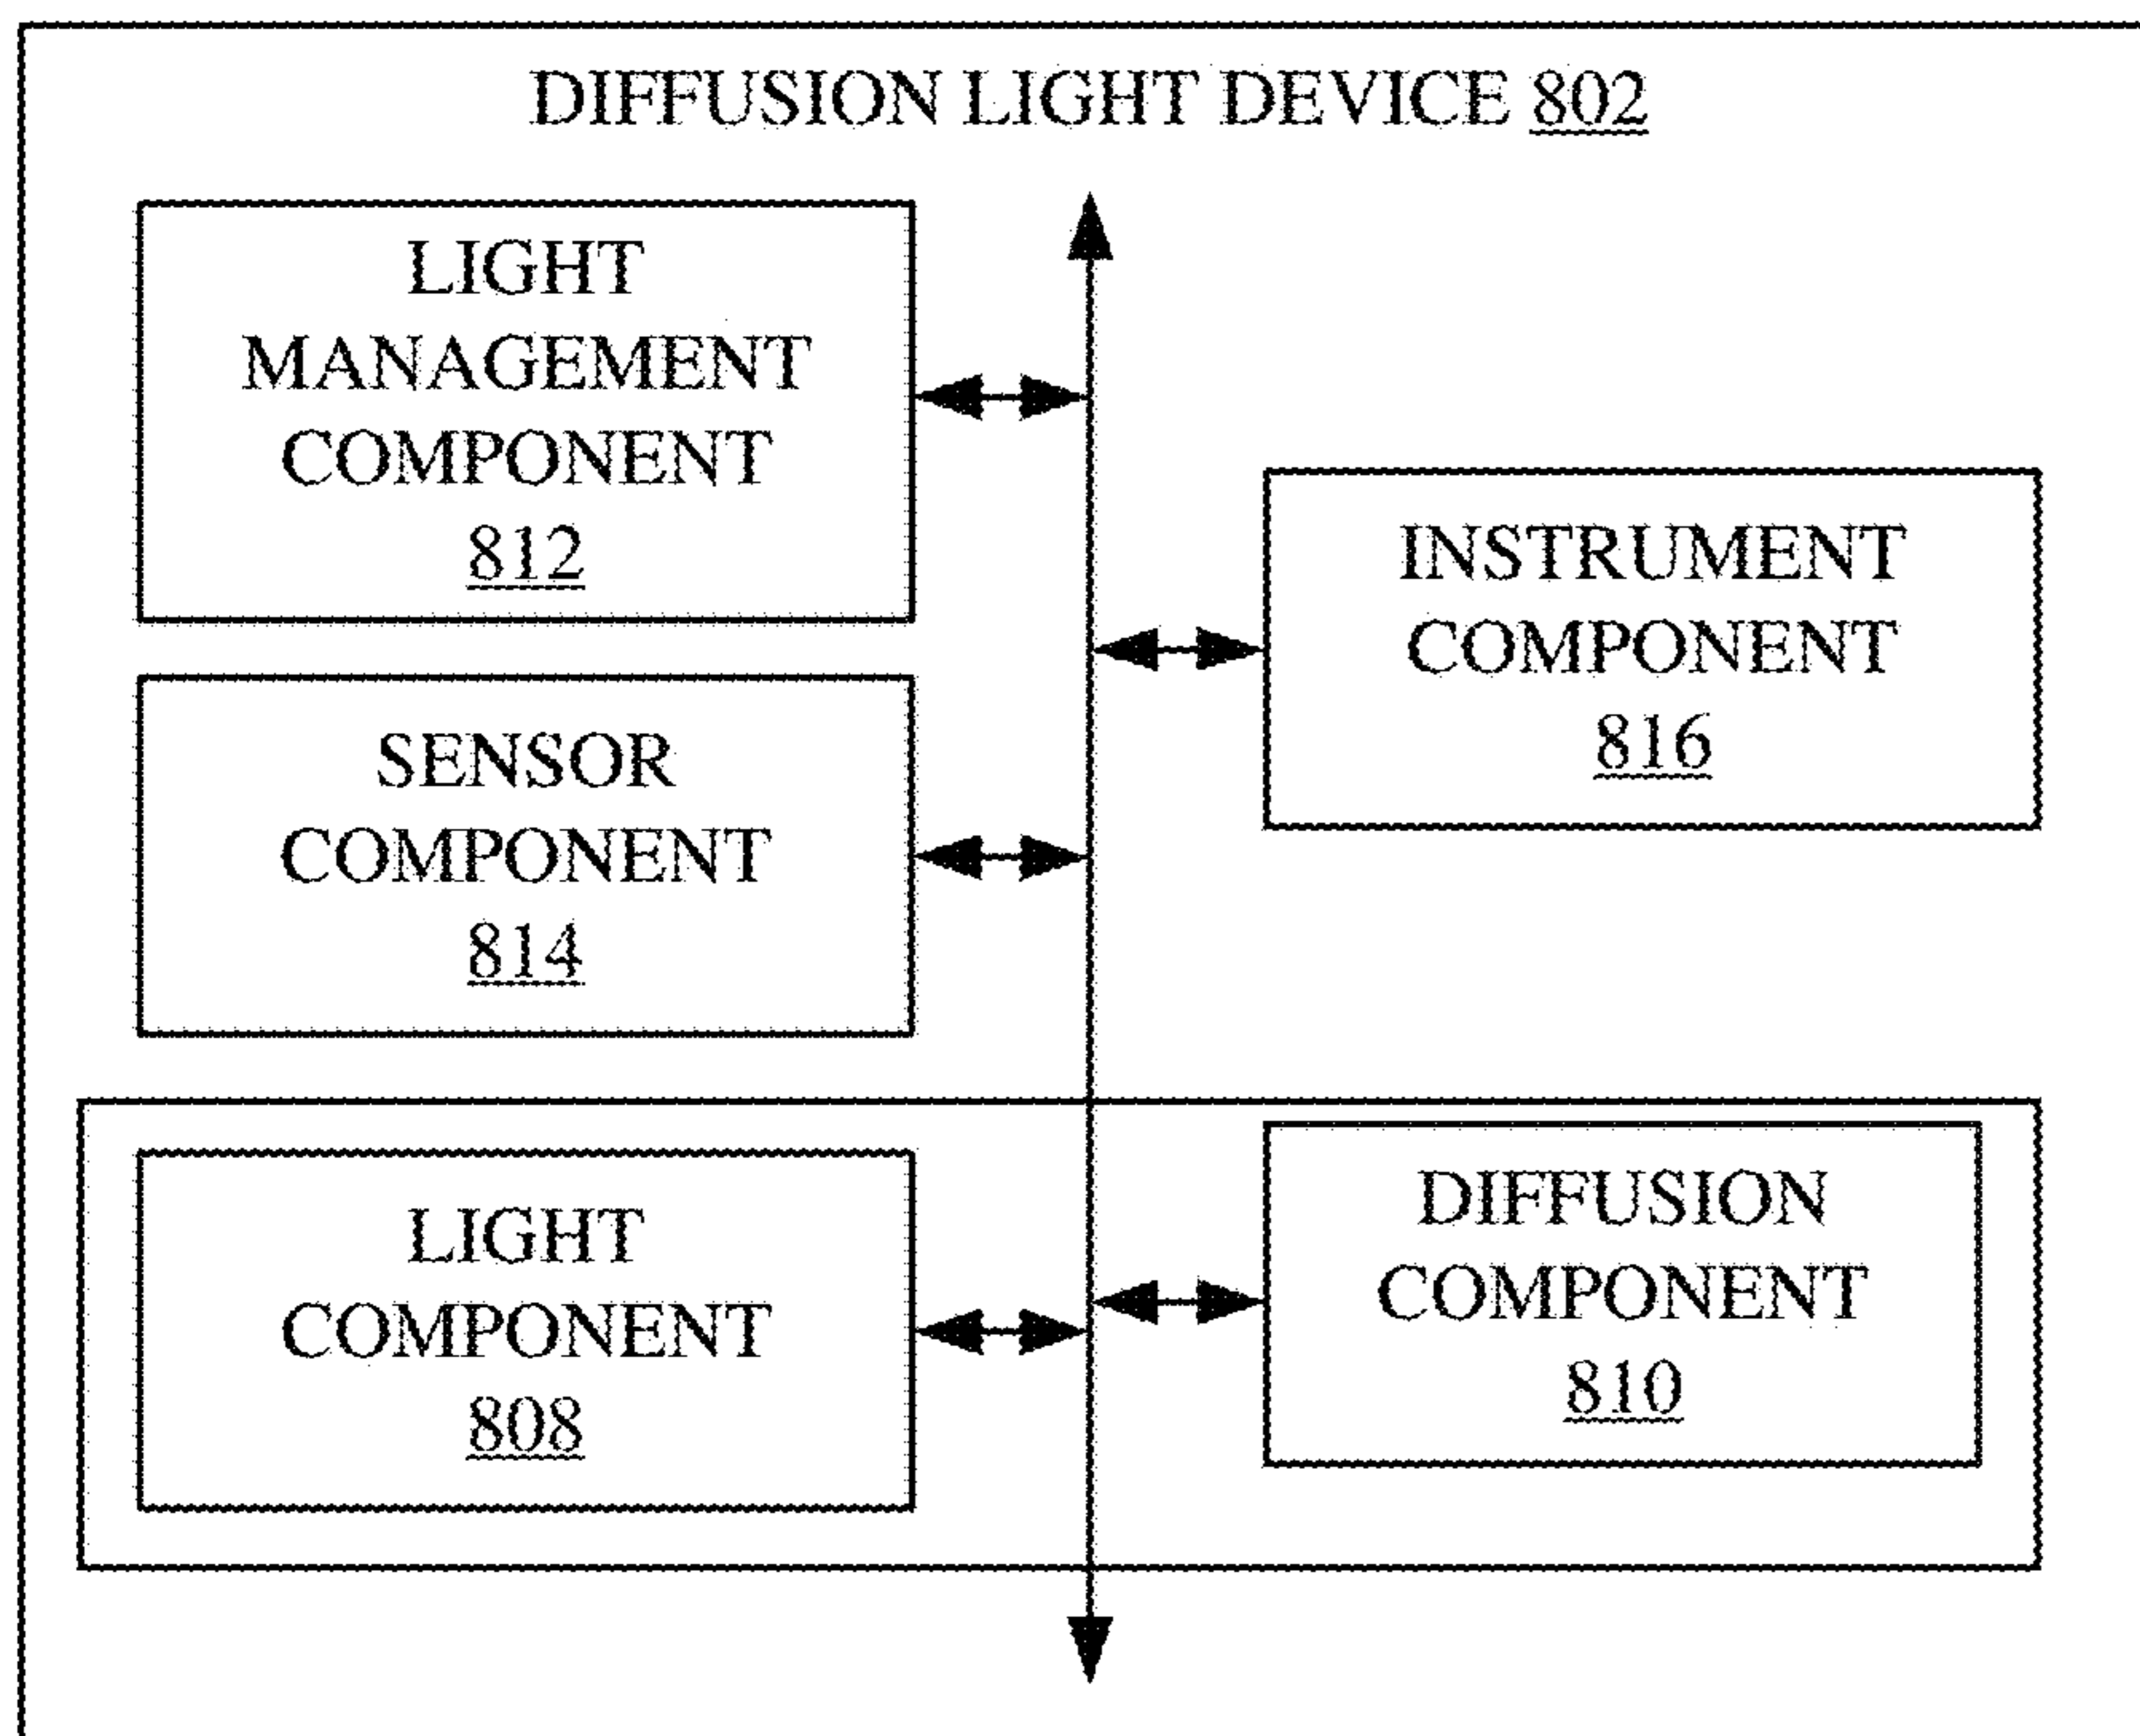 DIFFUSION LIGHT DEVICE 802
LIGHT
MANAGEMENT
COMPONENT
812
INSTRUMENT
COMPONENT
816
SENSOR
COMPONENT
814
LIGHT
COMPONENT
808
DIFFUSION
COMPONENT
810